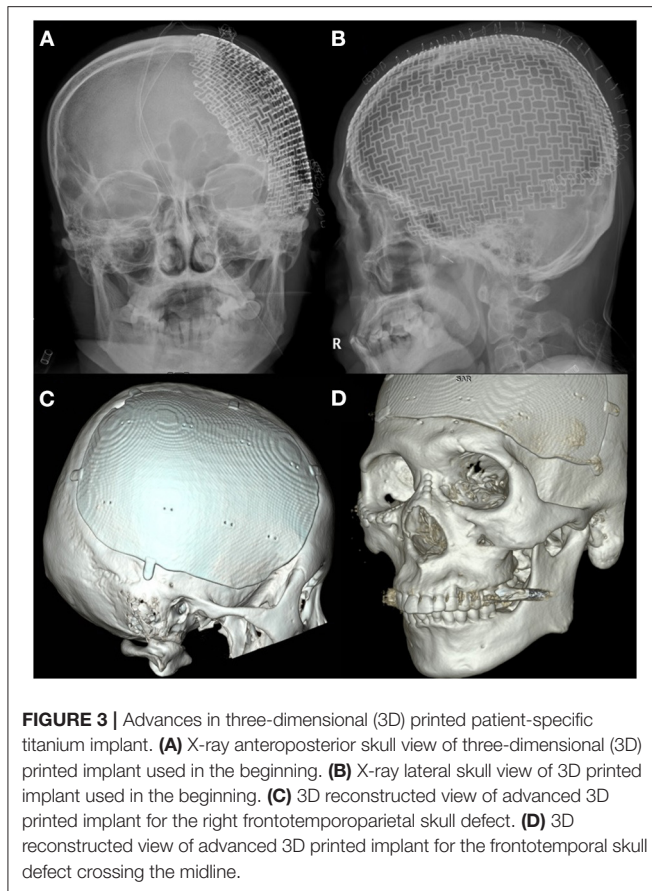 A
B
R
C
D
FIGURE 3 | Advances in three-dimensional (3D) printed patient-specific
titanium implant. (A) X-ray anteroposterior skull view of three-dimensional (3D)
printed implant used in the beginning. (B) X-ray lateral skull view of 3D printed
implant used in the beginning. (C) 3D reconstructed view of advanced 3D
printed implant for the right frontotemporoparietal skull defect. (D) 3D
reconstructed view of advanced 3D printed implant for the frontotemporal skull
defect crossing the midline.